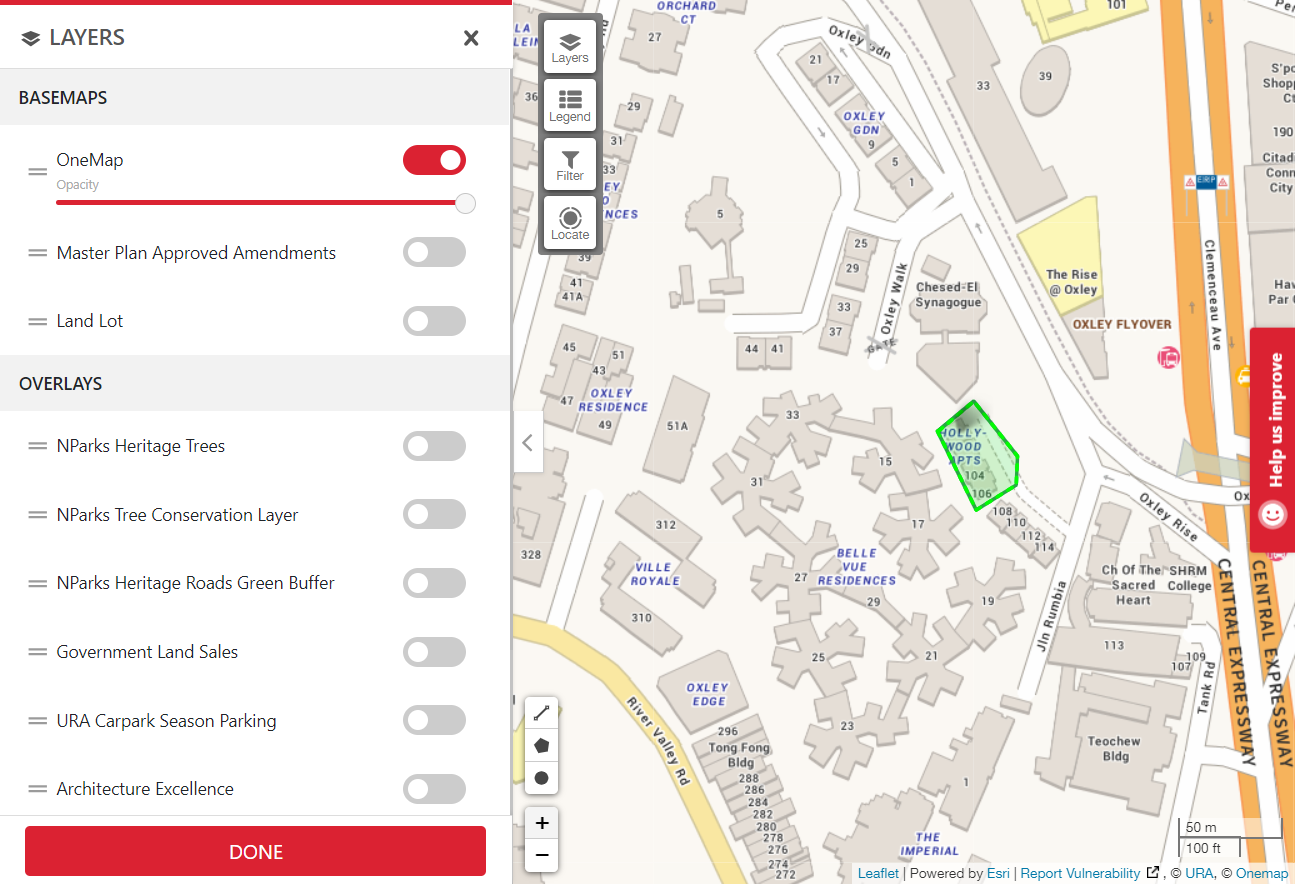 LAYERS
BASEMAPS
OneMap
Opacity
Master Plan Approved Amendments
Land Lot
OVERLAYS
NParks Heritage Trees
NParks Tree Conservation Layer
NParks Heritage Roads Green Buffer
Government Land Sales
URA Carpark Season Parking
Architecture Excellence
DONE
Layers
Legend
Filter
Locate
ORCHARD
CT
27
36
29
31
33
39
41
41A
45
51
43
47
49
OXLEY
RESIDENCE
51A
5
Oxley Gdn
21
17
OXLEY
GDN
9
5
1
25
29
33
37
44
41
Oxley Walk
GATE
Chesed-El
Synagogue
101
33
39
The Rise
@ Oxley
OXLEY FLYOVER
Clemenceau Ave
ERP
S'po
Shopp
190
Citad
Conn
City
Hav
Par C
Help us improve
HOLLY-
WOOD
APTS
104
106
108
110
112
114
33
31
15
17
BELLE
VUE
RESIDENCES
27
29
19
25
21
23
312
VILLE
ROYALE
310
328
OXLEY
EDGE
River Valley Rd
296
Tong Fong
Bldg
288
286
284
282
280
278
276
274
272
Jln Rumbia
Oxley Rise
Ox
Ch Of The
Sacred
Heart
SHRM
College
113
109
107
Tank Rd
Teochew
Bldg
1
THE
IMPERIAL
CENTRAL EXPRESSWAY
CENTRAL EXPRESSWAY
+
−
50 m
100 ft
Leaflet | Powered by Esri | Report Vulnerability , © URA, © Onemap